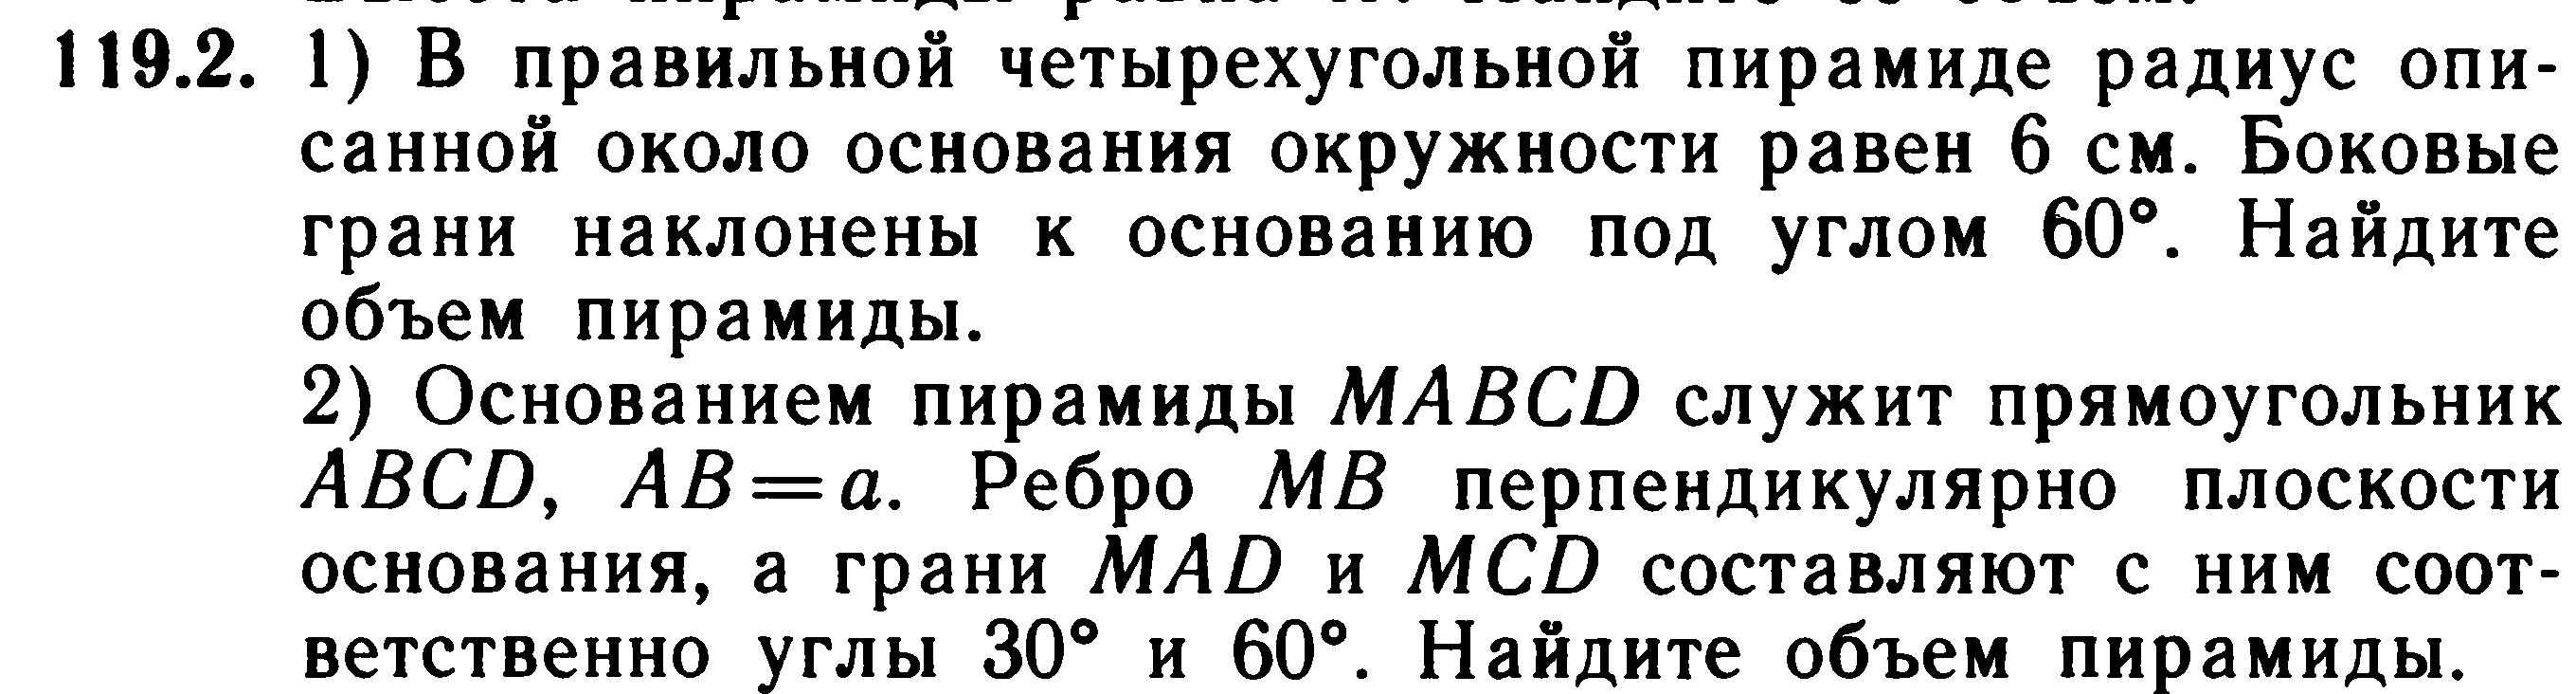 119.2. 1) В правильной четырехугольной пирамиде радиус опи-
санной около основания окружности равен 6 см. Боковые
грани наклонены к основанию под углом 60°. Найдите
объем пирамиды.
2) Основанием пирамиды MABCD служит прямоугольник
ABCD, AB=a. Ребро MB перпендикулярно плоскости
основания, а грани MAD и MCD составляют с ним соот-
ветственно углы 30° и 60°. Найдите объем пирамиды.